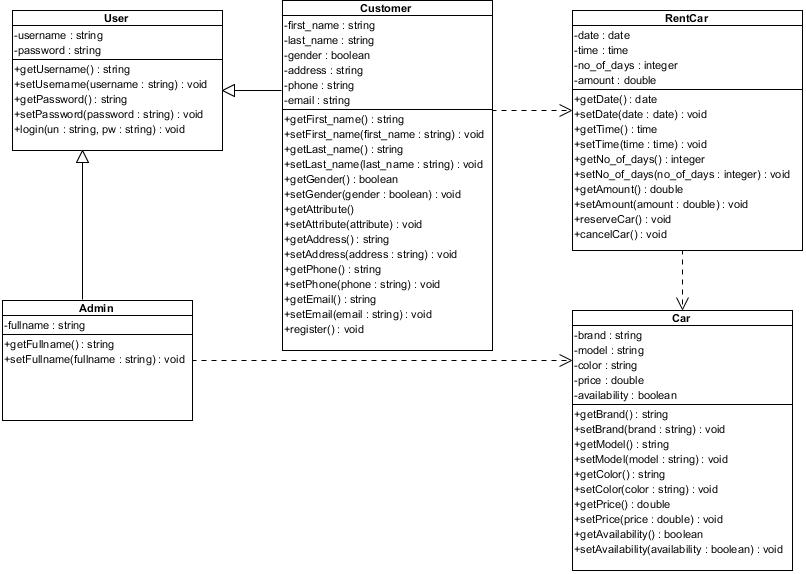 User
-username : string
-password : string
+getUsername() : string
+setUsername(username : string) : void
+getPassword() : string
+setPassword(password : string) : void
+login(un : string, pw : string) : void
Customer
-first_name : string
-last_name : string
-gender : boolean
-address : string
-phone : string
-email : string
+getFirst_name() : string
+setFirst_name(first_name : string) : void
+getLast_name() : string
+setLast_name(last_name : string) : void
+getGender() : boolean
+setGender(gender : boolean) : void
+getAttribute()
+setAttribute(attribute) : void
+getAddress() : string
+setAddress(address : string) : void
+getPhone() : string
+setPhone(phone : string) : void
+getEmail() : string
+setEmail(email : string) : void
+register() : void
RentCar
-date : date
-time : time
-no_of_days : integer
-amount : double
+getDate() : date
+setDate(date : date) : void
+getTime() : time
+setTime(time : time) : void
+getNo_of_days() : integer
+setNo_of_days(no_of_days : integer) : void
+getAmount() : double
+setAmount(amount : double) : void
+reserveCar() : void
+cancelCar() : void
Admin
-fullname : string
+getFullname() : string
+setFullname(fullname : string) : void
Car
-brand : string
-model : string
-color : string
-price : double
-availability : boolean
+getBrand() : string
+setBrand(brand : string) : void
+getModel() : string
+setModel(model : string) : void
+getColor() : string
+setColor(color : string) : void
+getPrice() : double
+setPrice(price : double) : void
+getAvailability() : boolean
+setAvailability(availability : boolean) : void